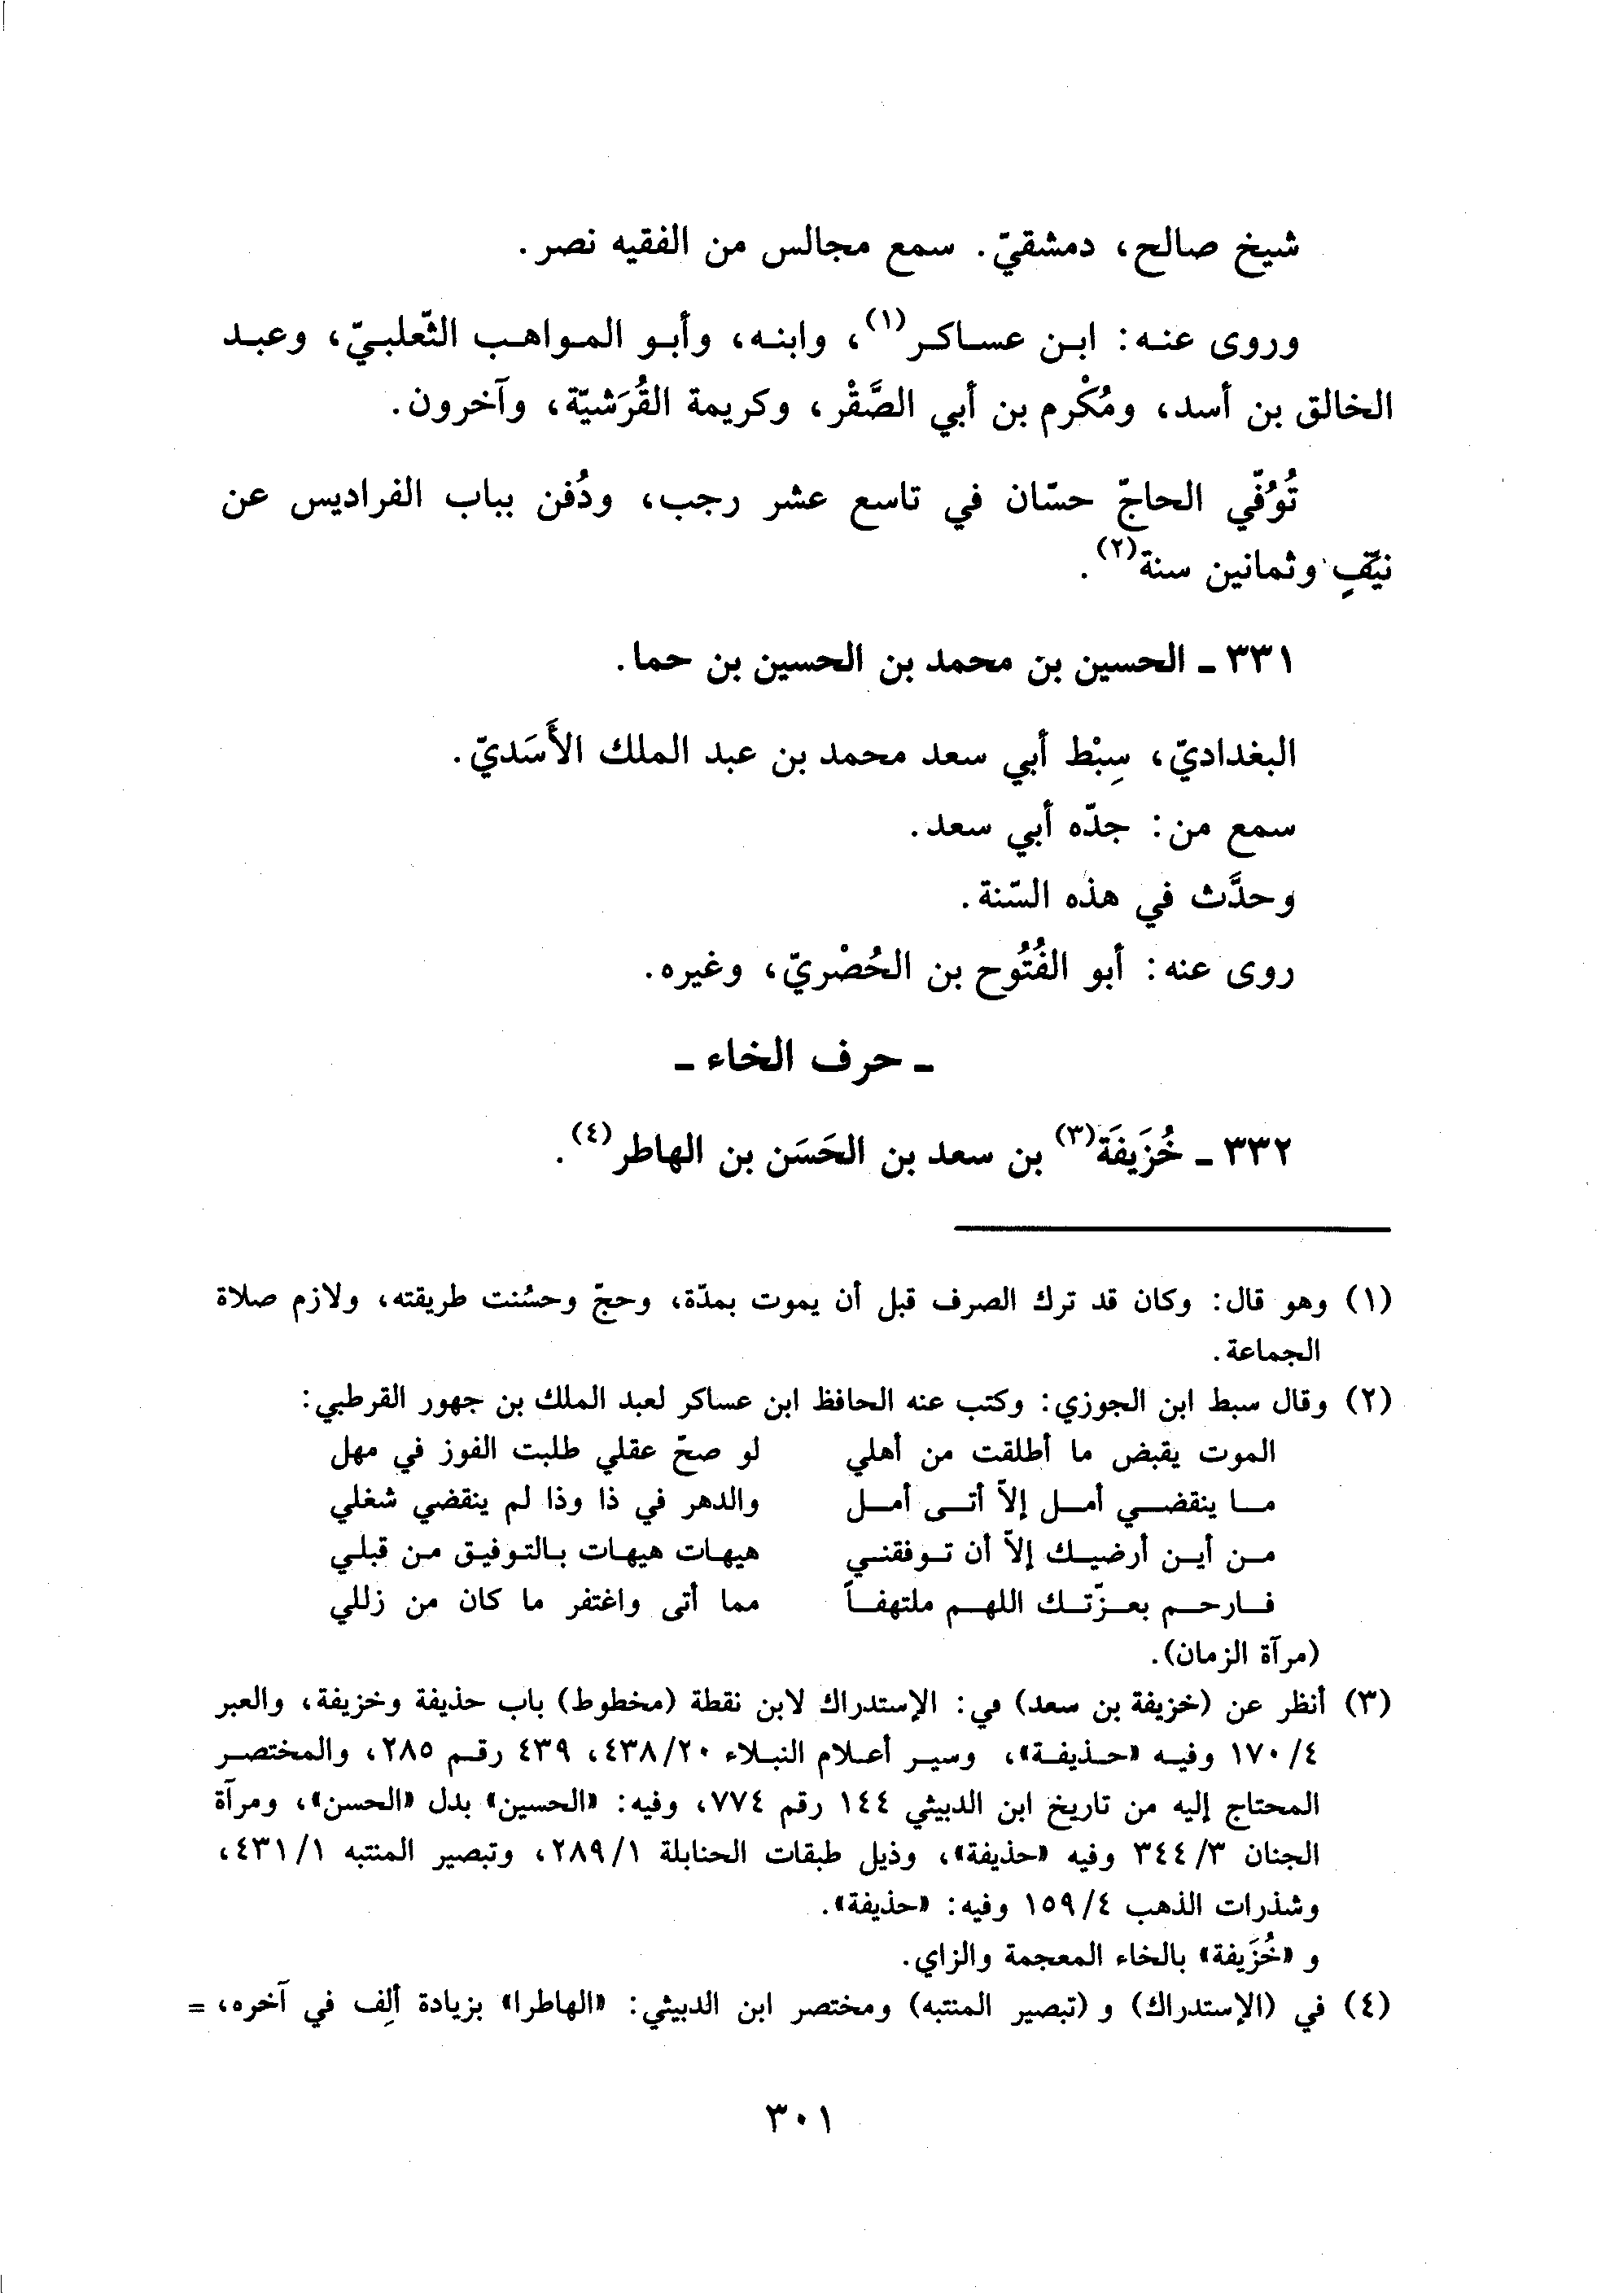 شيخ صالح، دمشقيّ. سمع مجالس من الفقيه نصر.
وروى عنه: ابن عساكر(١)، وابنه، وأبو المواهب الثّعلبيّ، وعبد
الخالق بن أسد، ومُكْرم بن أبي الصَّقْر، وكريمة القُرَشيّة، وآخرون.
تُوُفّي الحاجّ حسّان في تاسع عشر رجب، ودُفن بباب الفراديس عن
نيّفٍ وثمانين سنة(٢).
٣٣١ ـ الحسين بن محمد بن الحسين بن حما.
البغداديّ، سِبْط أبي سعد محمد بن عبد الملك الأَسَديّ.
سمع من: جدّه أبي سعد.
وحدَّث في هذه السّنة.
روى عنه: أبو الفُتُوح بن الحُصْريّ، وغيره.
ـ حرف الخاء ـ
٣٣٢ ـ خُزَيفَة(٣) بن سعد بن الحَسَن بن الهاطر(٤).
(١) وهو قال: وكان قد ترك الصرف قبل أن يموت بمدّة، وحجّ وحسُنت طريقته، ولازم صلاة
الجماعة.
(٢) وقال سبط ابن الجوزي: وكتب عنه الحافظ ابن عساكر لعبد الملك بن جهور القرطبي:
الموت يقبض ما أطلقت من أهلي لو صحّ عقلي طلبت الفوز في مهل
ما ينقضي أمل إلاّ أتى أمل والدهر في ذا وذا لم ينقضي شغلي
من أين أرضيك إلاّ أن توفقني هيهات هيهات بالتوفيق من قبلي
فارحم بعزّتك اللهم ملتهفاً مما أتى واغتفر ما كان من زللي
(مرآة الزمان).
(٣) أنظر عن (خزيفة بن سعد) في: الإستدراك لابن نقطة (مخطوط) باب حذيفة وخزيفة، والعبر
٤/ ١٧٠ وفيه «حذيفة»، وسير أعلام النبلاء ٢٠/ ٤٣٨، ٤٣٩ رقم ٢٨٥، والمختصر
المحتاج إليه من تاريخ ابن الدبيثي ١٤٤ رقم ٧٧٤، وفيه: «الحسين» بدل «الحسن»، ومرآة
الجنان ٣/ ٣٤٤ وفيه «حذيفة»، وذيل طبقات الحنابلة ١/ ٢٨٩، وتبصير المنتبه ١/ ٤٣١،
وشذرات الذهب ٤/ ١٥٩ وفيه: «حذيفة».
و «خُزَيفة» بالخاء المعجمة والزاي.
(٤) في (الإستدراك) و (تبصير المنتبه) ومختصر ابن الدبيثي: «الهاطرا» بزيادة ألِف في آخره، =
٣٠١